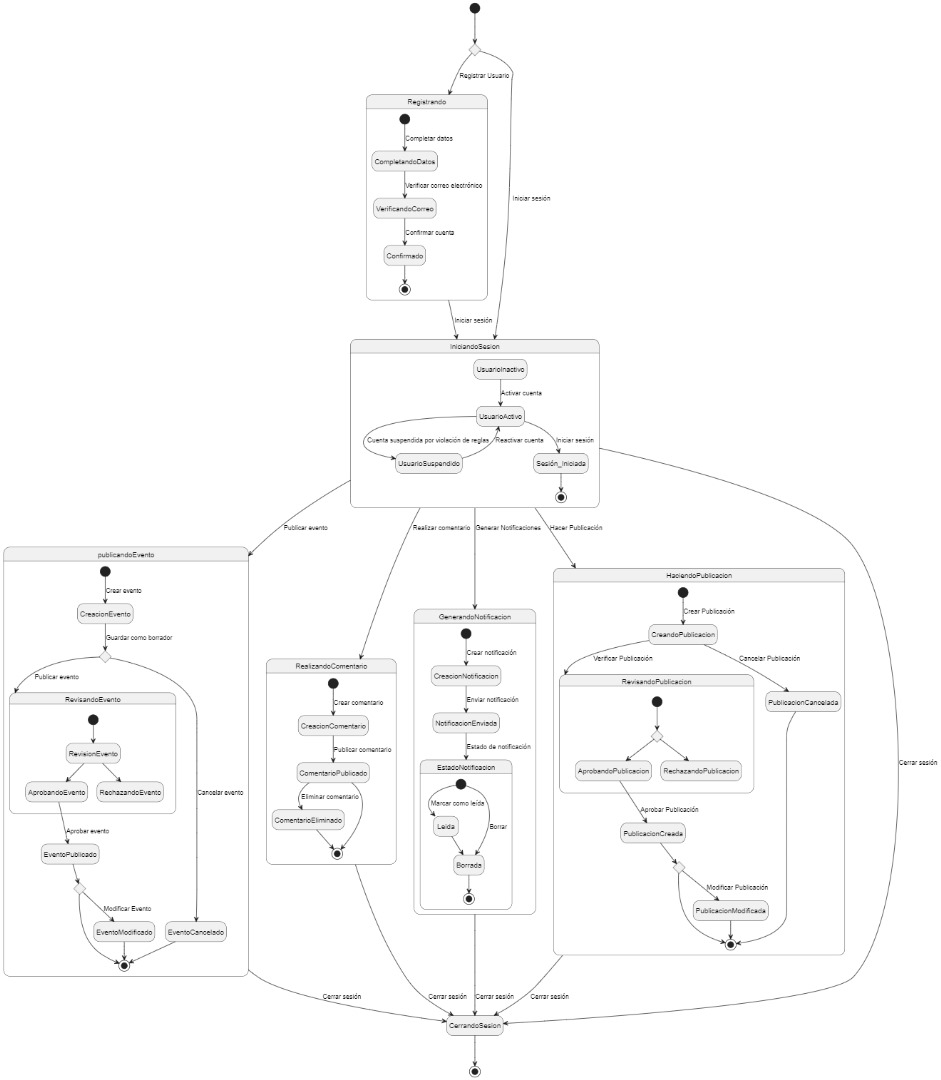 Registrar Usuario
Registrando
Completar datos
CompletandoDatos
Verificar correo electrónico
VerificandoCorreo
Iniciar sesión
Confirmar cuenta
Confirmado
Iniciar sesión
IniciandoSesion
UsuarioInactivo
Activar cuenta
UsuarioActivo
Cuenta suspendida por violación de reglas
Reactivar cuenta
Iniciar sesión
UsuarioSuspendido
Sesión_Iniciada
Publicar evento
Realizar comentario
Generar Notificaciones
Hacer Publicación
publicandoEvento
HaciendoPublicacion
Crear evento
CreacionEvento
Crear Publicación
GenerandoNotificacion
CreandoPublicacion
Guardar como borrador
Crear notificación
Verificar Publicación
Cancelar Publicación
RealizandoComentario
Publicar evento
CreacionNotificacion
RevisandoPublicacion
RevisandoEvento
Crear comentario
Enviar notificación
PublicacionCancelada
CreacionComentario
NotificacionEnviada
RevisionEvento
Publicar comentario
Estado de notificación
Cerrar sesión
ComentarioPublicado
EstadoNotificacion
AprobandoPublicacion
RechazandoPublicacion
AprobandoEvento
RechazandoEvento
Cancelar evento
Eliminar comentario
Marcar como leída
Aprobar Publicación
ComentarioEliminado
Leida
Borrar
Aprobar evento
PublicacionCreada
EventoPublicado
Borrada
Modificar Publicación
Modificar Evento
PublicacionModificada
EventoModificado
EventoCancelado
Cerrar sesión
Cerrar sesión
Cerrar sesión
Cerrar sesión
CerrandoSesion